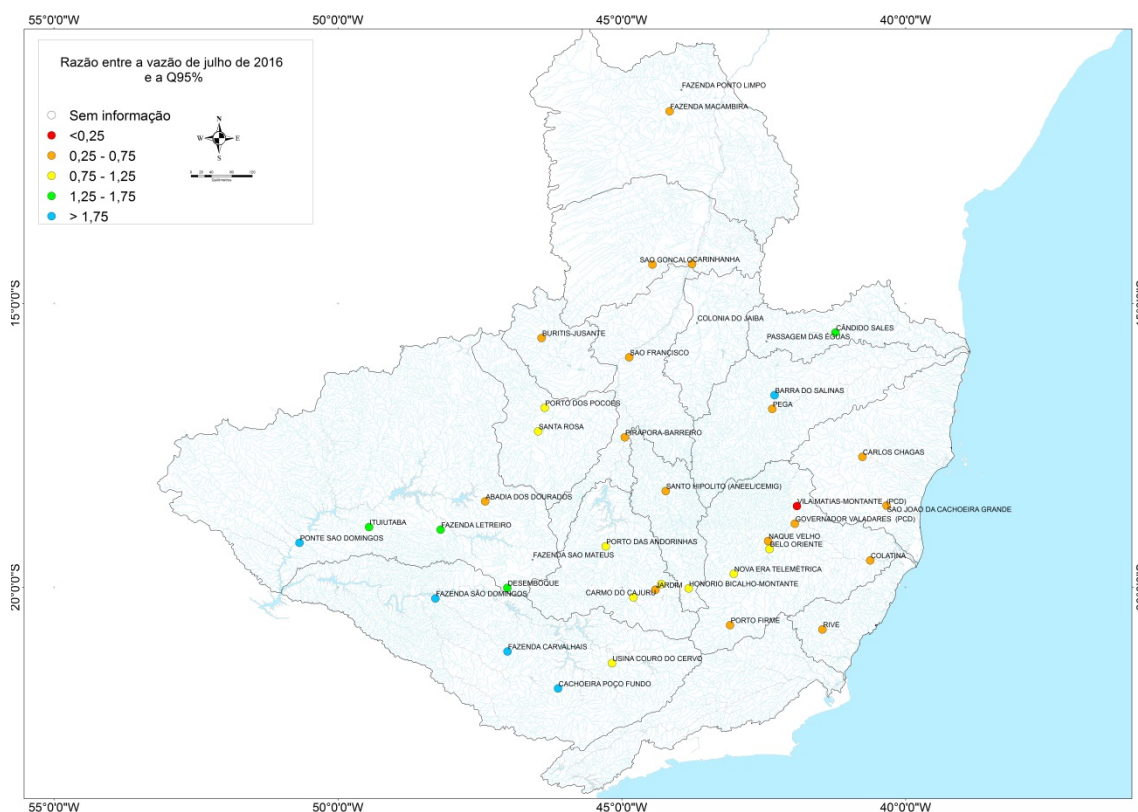 55°0'0"W 50°0'0"W 45°0'0"W 40°0'0"W
Razão entre a vazão de julho de 2016
e a Q95%
Sem informação
<0,25
0,25 - 0,75
0,75 - 1,25
1,25 - 1,75
> 1,75
N
W E
S
FAZENDA PONTO LIMPO
FAZENDA MACAMBIRA
SAO GONCALO
CARINHANHA
15°0'0"S
COLONIA DO JAIBA
CÂNDIDO SALES
PASSAGEM DAS ÉGUAS
BURITIS-JUSANTE
SAO FRANCISCO
BARRA DO SALINAS
PEGA
PORTO DOS POCOES
SANTA ROSA
PIRAPORA-BARREIRO
CARLOS CHAGAS
SANTO HIPOLITO (ANEEL/CEMIG)
ABADIA DOS DOURADOS
VILA MATIAS-MONTANTE (PCD)
SAO JOAO DA CACHOEIRA GRANDE
GOVERNADOR VALADARES (PCD)
ITUIUTABA
FAZENDA LETREIRO
PONTE SAO DOMINGOS
PORTO DAS ANDORINHAS
NAQUE VELHO
BELO ORIENTE
FAZENDA SAO MATEUS
COLATINA
NOVA ERA TELEMÉTRICA
20°0'0"S
DESEMBOQUE
JARDIM
HONORIO BICALHO-MONTANTE
FAZENDA SÃO DOMINGOS
CARMO DO CAJURU
PORTO FIRME
RIVE
FAZENDA CARVALHAIS
USINA COURO DO CERVO
CACHOEIRA POÇO FUNDO
55°0'0"W 50°0'0"W 45°0'0"W 40°0'0"W